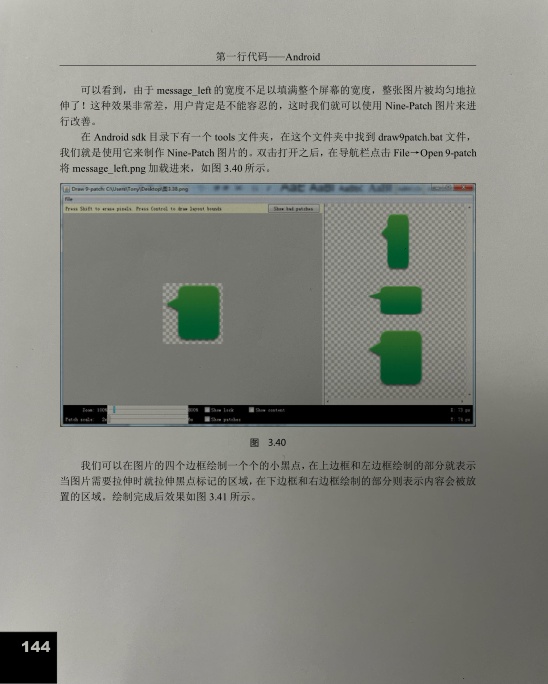 第一行代码——Android
可以看到，由于 message_left 的宽度不足以填满整个屏幕的宽度，整张图片被均匀地拉
伸了！这种效果非常差，用户肯定是不能容忍的，这时我们就可以使用 Nine-Patch 图片来进
行改善。
在 Android sdk 目录下有一个 tools 文件夹，在这个文件夹中找到 draw9patch.bat 文件，
我们就是使用它来制作 Nine-Patch 图片的。双击打开之后，在导航栏点击 File→Open 9-patch
将 message_left.png 加载进来，如图 3.40 所示。
Draw 9-patch: C:\Users\Tony\Desktop\图3.38.png
File
Press Shift to erase pixels. Press Control to draw layout bounds
Show bad patches
Zoom: 100% 800% Show lock Show content X: 73 px
Patch scale: 2x 6x Show patches Y:
图 3.40
我们可以在图片的四个边框绘制一个个的小黑点，在上边框和左边框绘制的部分就表示
当图片需要拉伸时就拉伸黑点标记的区域，在下边框和右边框绘制的部分则表示内容会被放
置的区域。绘制完成后效果如图 3.41 所示。
144